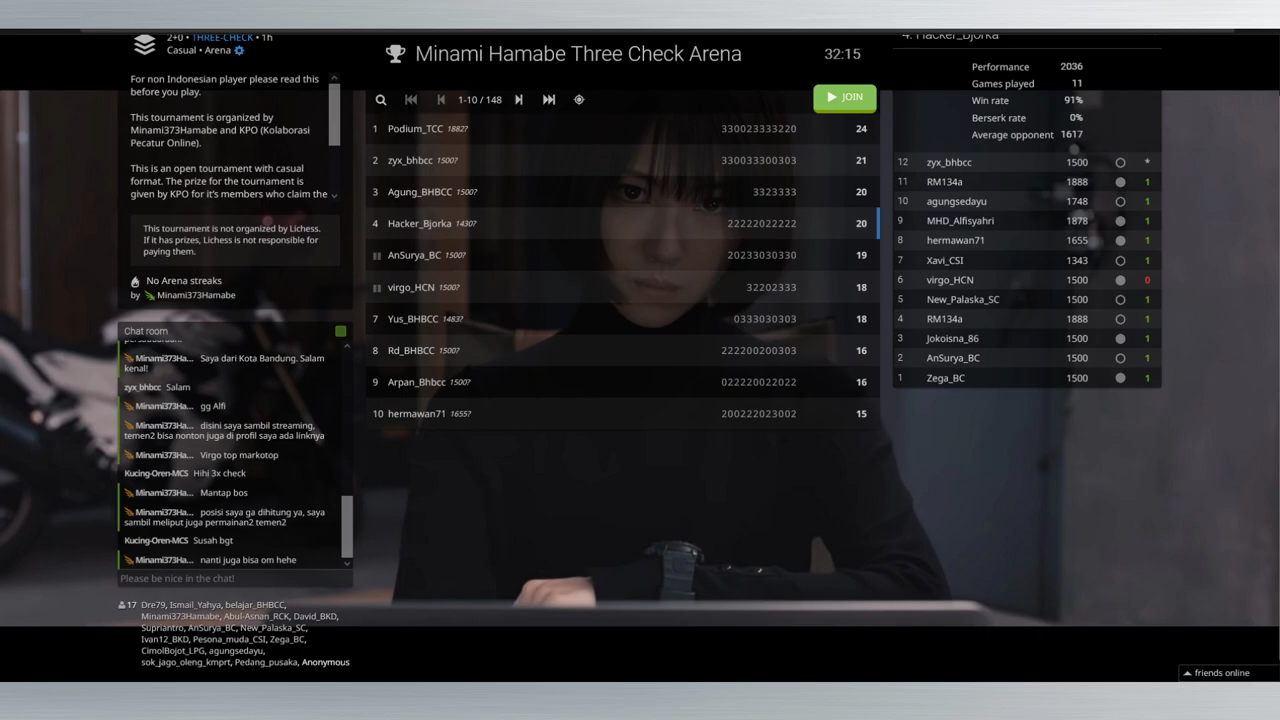 2+0 • THREE-CHECK • 1h
Casual • Arena
For non Indonesian player please read this
before you play.
This tournament is organized by
Minami373Hamabe and KPO (Kolaborasi
Pecatur Online).
This is an open tournament with casual
format. The prize for the tournament is
given by KPO for it's members who claim the
This tournament is not organized by Lichess.
If it has prizes, Lichess is not responsible for
paying them.
No Arena streaks
by Minami373Hamabe
Chat room
Minami373Ha... Saya dari Kota Bandung. Salam
kenal!
zyx_bhbcc Salam
Minami373Ha... gg Alfi
Minami373Ha... disini saya sambil streaming,
temen2 bisa nonton juga di profil saya ada linknya
Minami373Ha... Virgo top markotop
Kucing-Oren-MCS Hihi 3x check
Minami373Ha... Mantap bos
Minami373Ha... posisi saya ga dihitung ya, saya
sambil meliput juga permainan2 temen2
Kucing-Oren-MCS Susah bgt
Minami373Ha... nanti juga bisa om hehe
Please be nice in the chat!
17 Dre79, Ismail_Yahya, belajar_BHBCC,
Minami373Hamabe, Abul-Asnan_RCK, David_BKD,
Supriantro, AnSurya_BC, New_Palaska_SC,
Ivan12_BKD, Pesona_muda_CSI, Zega_BC,
CimolBojot_LPG, agungsedayu,
sok_jago_oleng_kmprt, Pedang_pusaka, Anonymous
Minami Hamabe Three Check Arena 32:15
1-10 / 148 JOIN
1 Podium_TCC 1882? 330023333220 24
2 zyx_bhbcc 1500? 330033300303 21
3 Agung_BHBCC 1500? 3323333 20
4 Hacker_Bjorka 1430? 22222022222 20
AnSurya_BC 1500? 20233030330 19
virgo_HCN 1500? 32202333 18
7 Yus_BHBCC 1483? 0333030303 18
8 Rd_BHBCC 1500? 222200200303 16
9 Arpan_Bhbcc 1500? 022220022022 16
10 hermawan71 1655? 200222023002 15
4. Hacker_Bjorka
Performance 2036
Games played 11
Win rate 91%
Berserk rate 0%
Average opponent 1617
12 zyx_bhbcc 1500 *
11 RM134a 1888 1
10 agungsedayu 1748 1
9 MHD_Alfisyahri 1878 1
8 hermawan71 1655 1
7 Xavi_CSI 1343 1
6 virgo_HCN 1500 0
5 New_Palaska_SC 1500 1
4 RM134a 1888 1
3 Jokoisna_86 1500 1
2 AnSurya_BC 1500 1
1 Zega_BC 1500 1
friends online